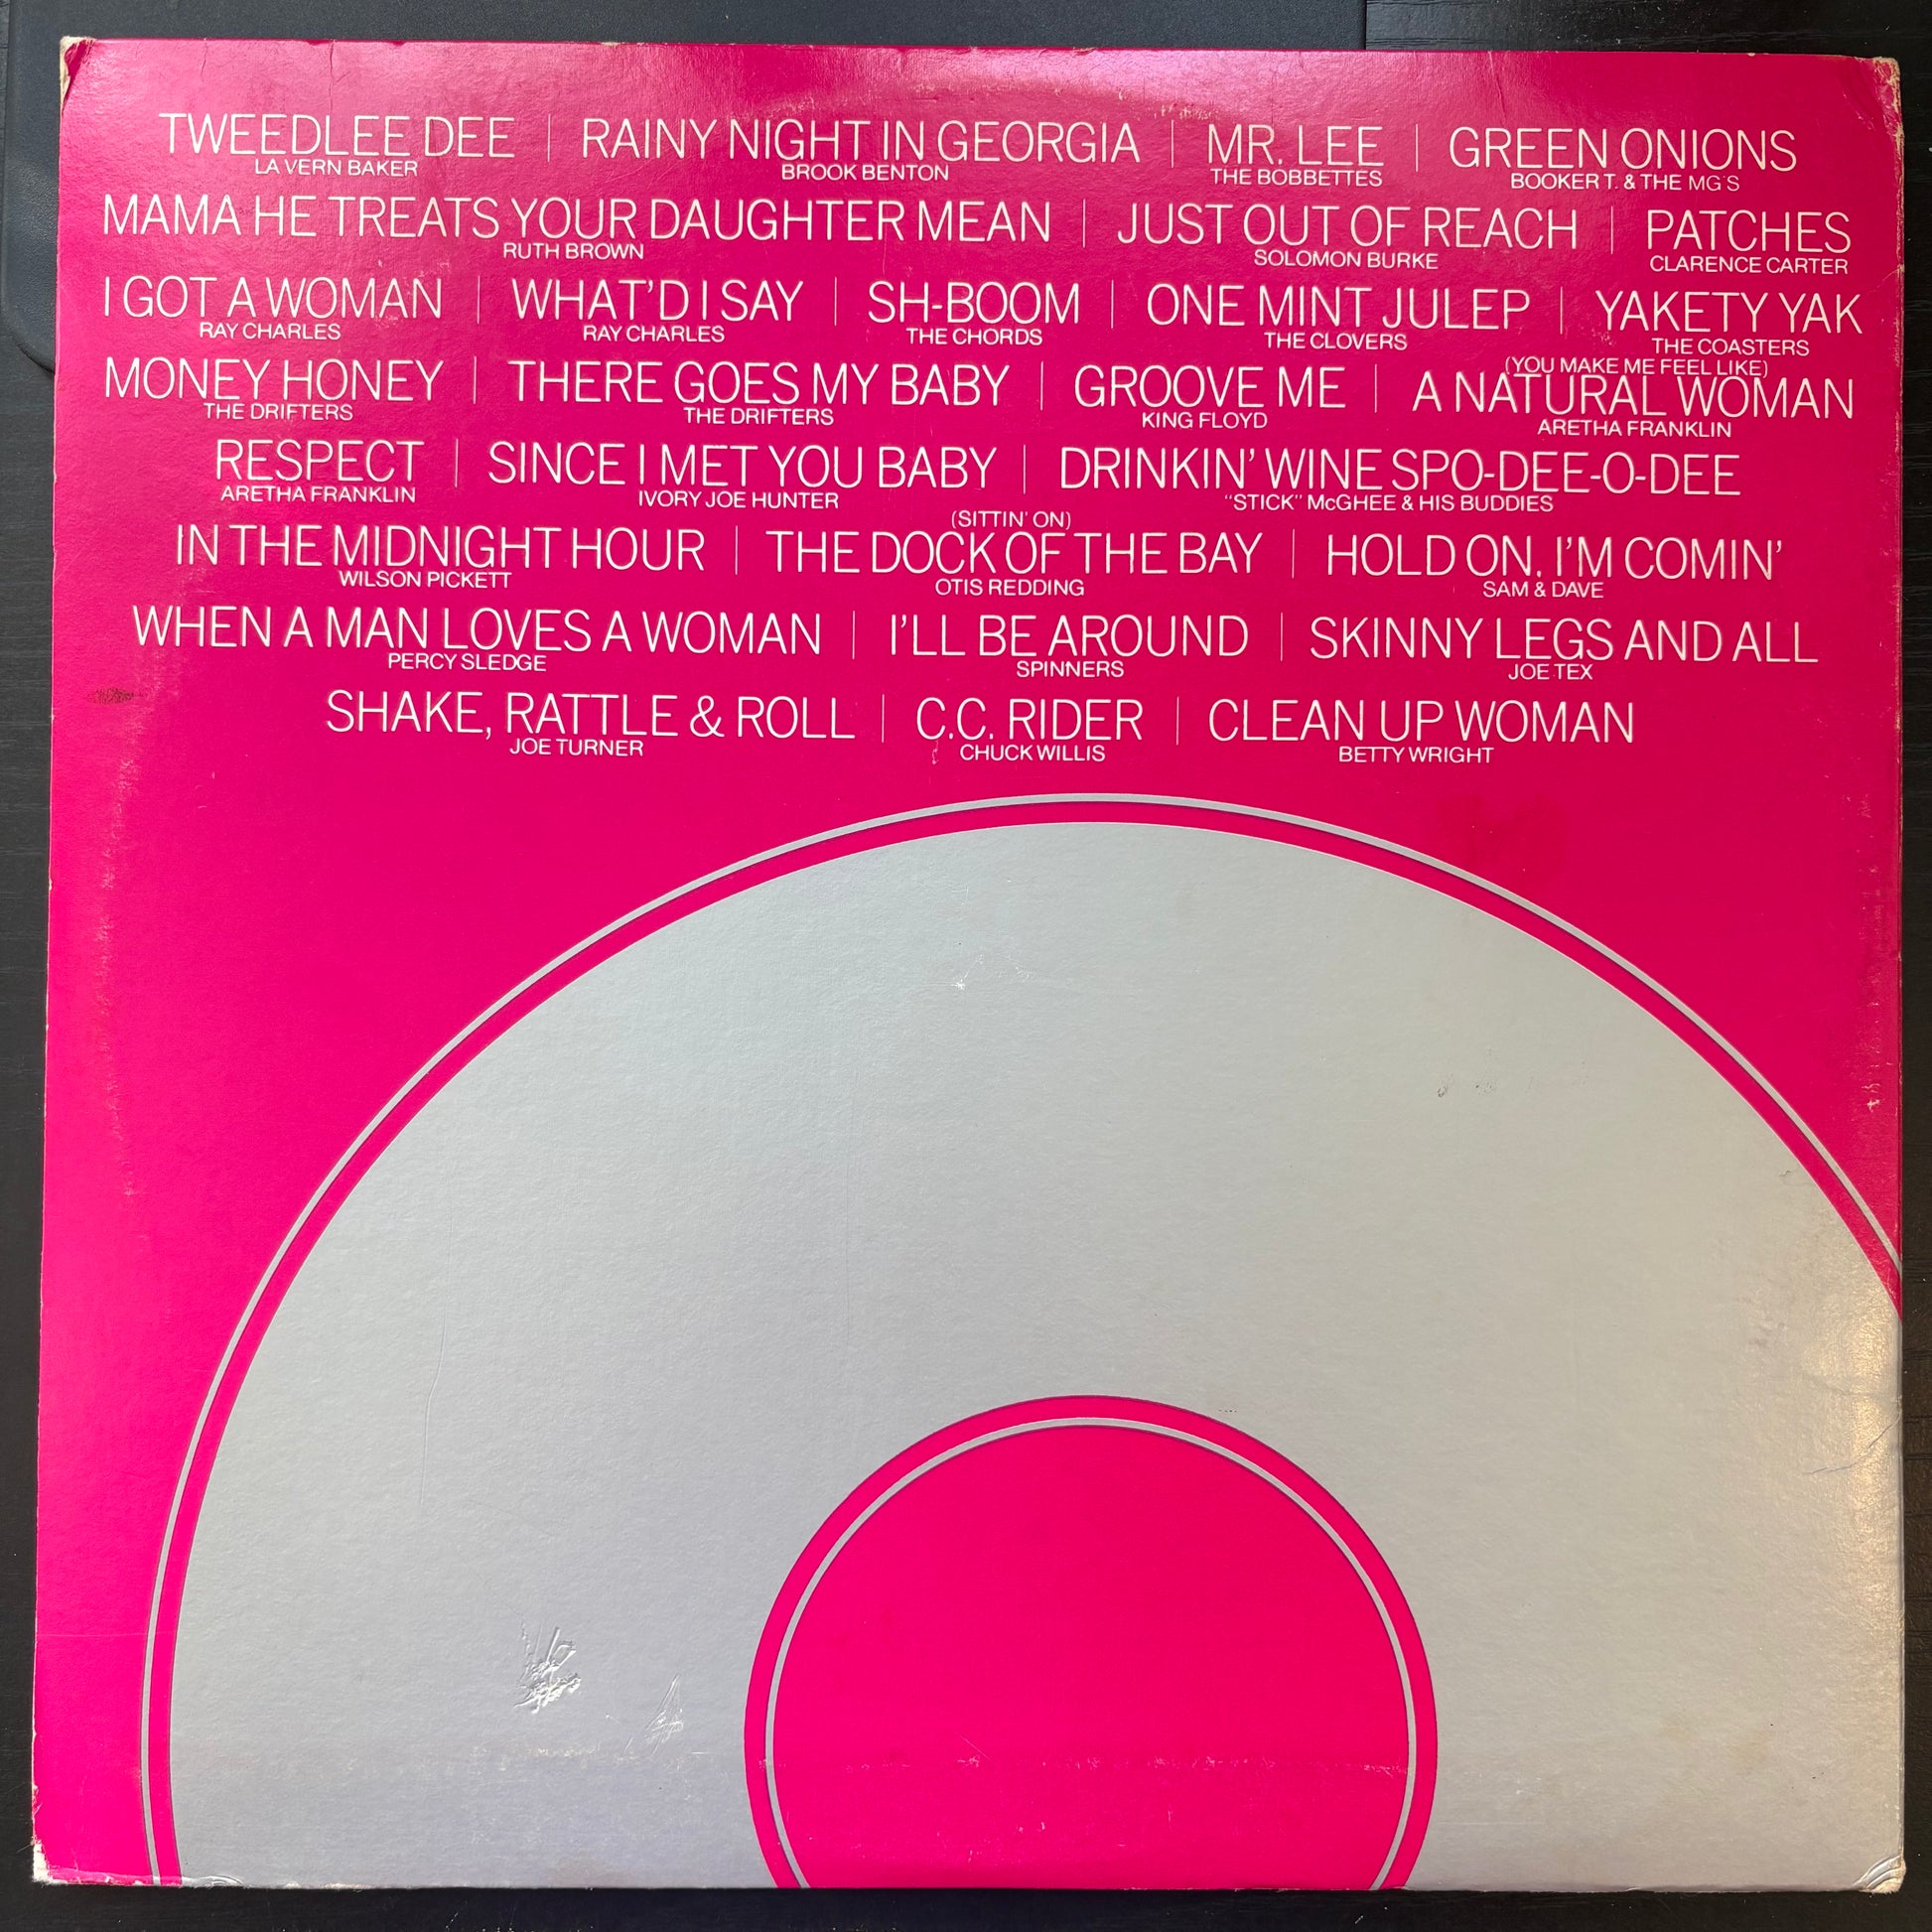 TWEEDLEE DEE | RAINY NIGHT IN GEORGIA | MR. LEE | GREEN ONIONS
LA VERN BAKER BROOK BENTON THE BOBBETTES BOOKER T. & THE MG'S
MAMA HE TREATS YOUR DAUGHTER MEAN | JUST OUT OF REACH | PATCHES
RUTH BROWN SOLOMON BURKE CLARENCE CARTER
I GOT A WOMAN | WHAT'D I SAY | SH-BOOM | ONE MINT JULEP | YAKETY YAK
RAY CHARLES RAY CHARLES THE CHORDS THE CLOVERS THE COASTERS
(YOU MAKE ME FEEL LIKE)
MONEY HONEY | THERE GOES MY BABY | GROOVE ME | A NATURAL WOMAN
THE DRIFTERS THE DRIFTERS KING FLOYD ARETHA FRANKLIN
RESPECT | SINCE I MET YOU BABY | DRINKIN' WINE SPO-DEE-O-DEE
ARETHA FRANKLIN IVORY JOE HUNTER "STICK" McGHEE & HIS BUDDIES
(SITTIN' ON)
IN THE MIDNIGHT HOUR | THE DOCK OF THE BAY | HOLD ON, I'M COMIN'
WILSON PICKETT OTIS REDDING SAM & DAVE
WHEN A MAN LOVES A WOMAN | I'LL BE AROUND | SKINNY LEGS AND ALL
PERCY SLEDGE SPINNERS JOE TEX
SHAKE, RATTLE & ROLL | C.C. RIDER | CLEAN UP WOMAN
JOE TURNER CHUCK WILLIS BETTY WRIGHT